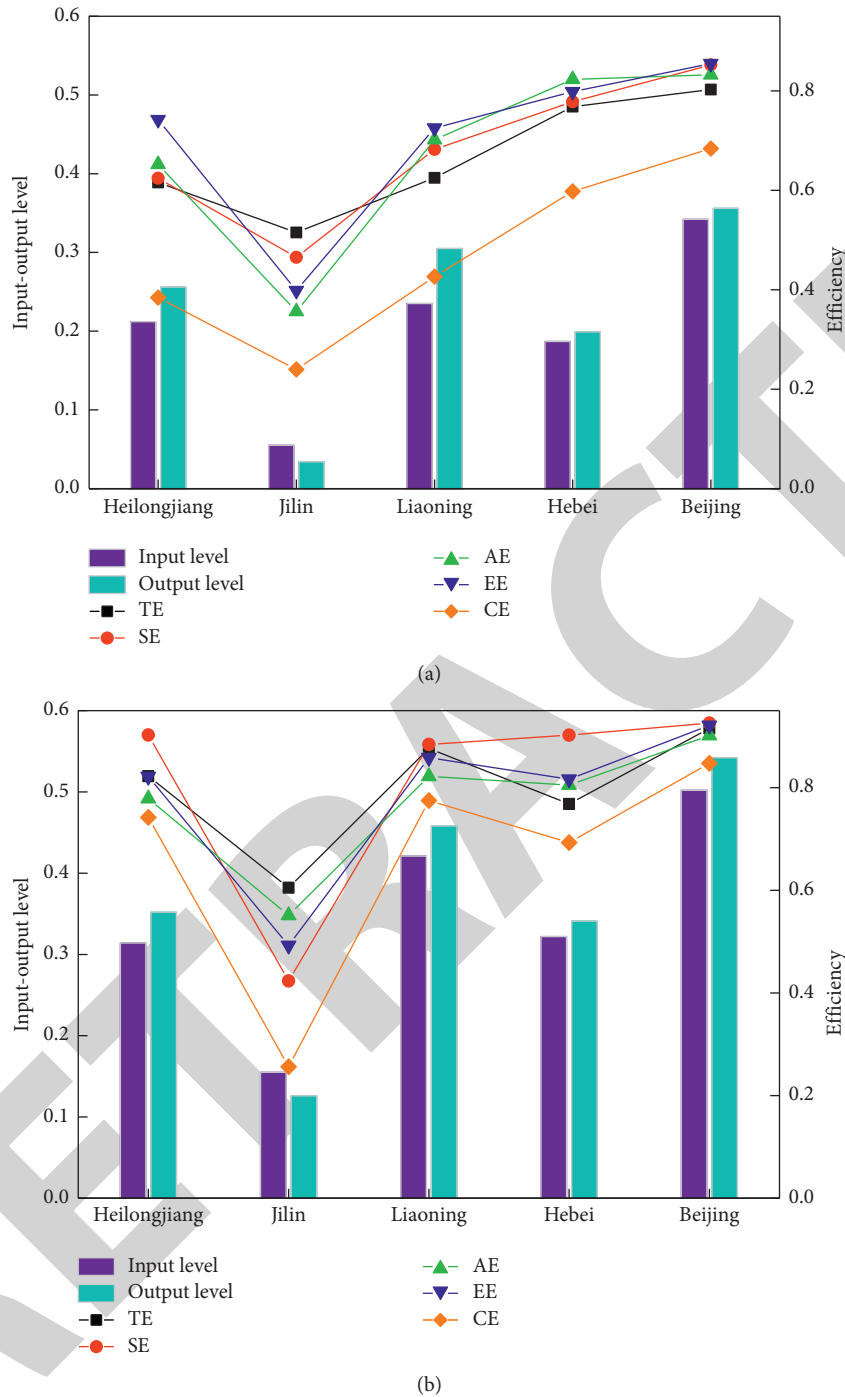 0.6
0.5
0.4
0.3
0.2
0.1
0.0
Input-output level
0.8
0.6
0.4
0.2
0.0
Efficiency
Heilongjiang Jilin Liaoning Hebei Beijing
Input level
Output level
TE
SE
AE
EE
CE
(a)
0.6
0.5
0.4
0.3
0.2
0.1
0.0
Input-output level
0.8
0.6
0.4
0.2
0.0
Efficiency
Heilongjiang Jilin Liaoning Hebei Beijing
Input level
Output level
TE
SE
AE
EE
CE
(b)
RETRACTE